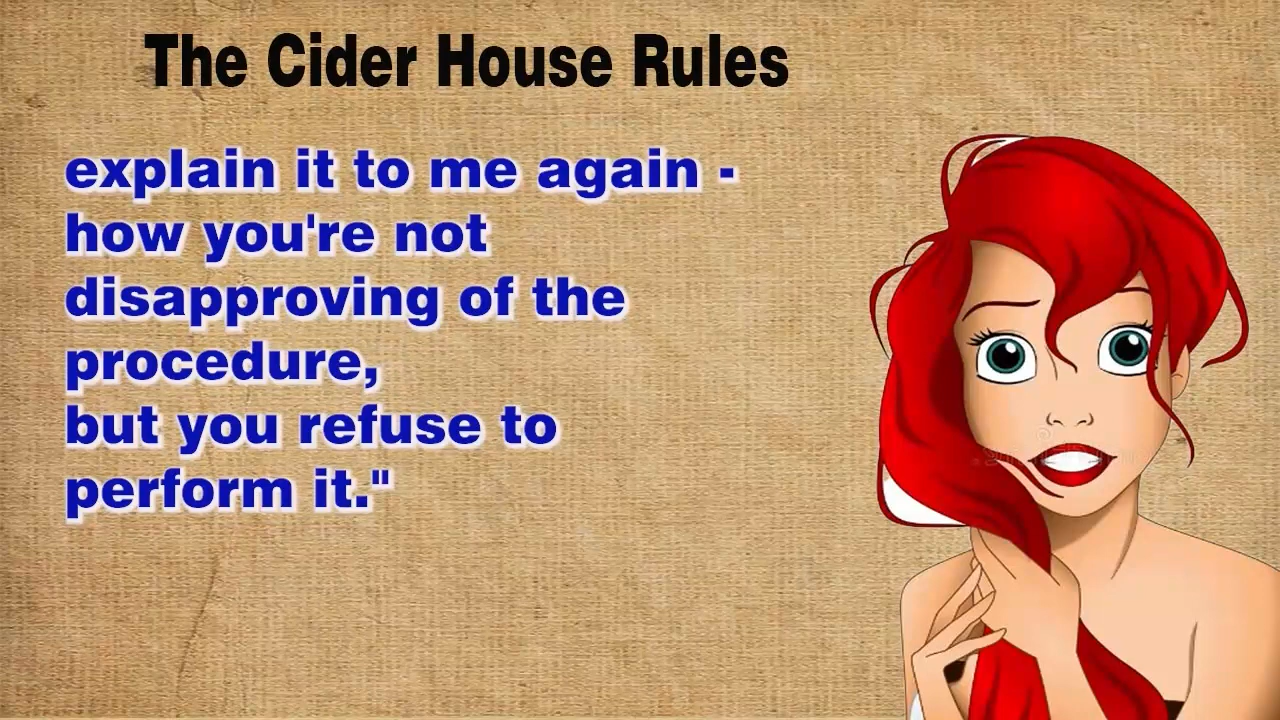 The Cider House Rules
explain it to me again -
how you're not
disapproving of the
procedure,
but you refuse to
perform it."